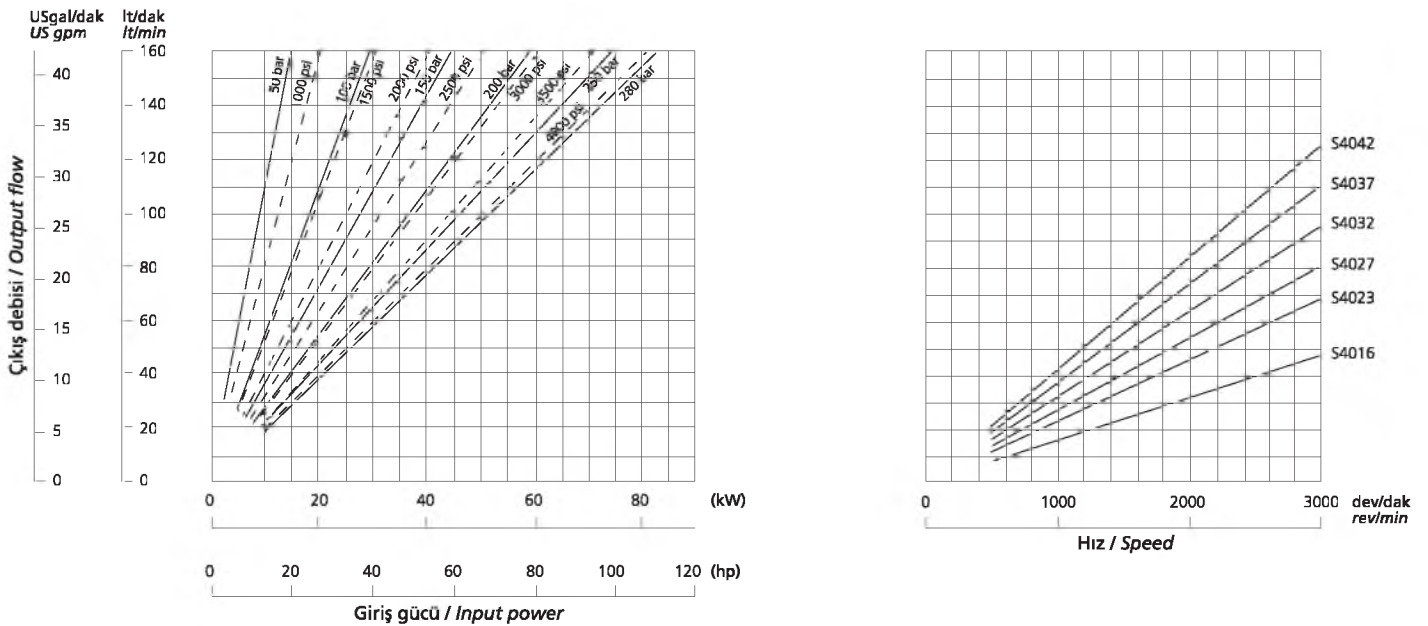 USgal/dak lt/dak
US gpm lt/min
40
35
30
25
20
15
10
5
0
160
140
120
100
80
60
40
20
0
Çıkış debisi / Output flow
50 bar
000 psi
100 bar
1500 psi
2000 psi
150 bar
2500 psi
200 bar
3000 psi
3500 psi
250 bar
4000 psi
280 bar
0 20 40 60 80 (kW)
0 20 40 60 80 100 120 (hp)
Giriş gücü / Input power
S4042
S4037
S4032
S4027
S4023
S4016
0 1000 2000 3000 dev/dak
rev/min
Hız / Speed